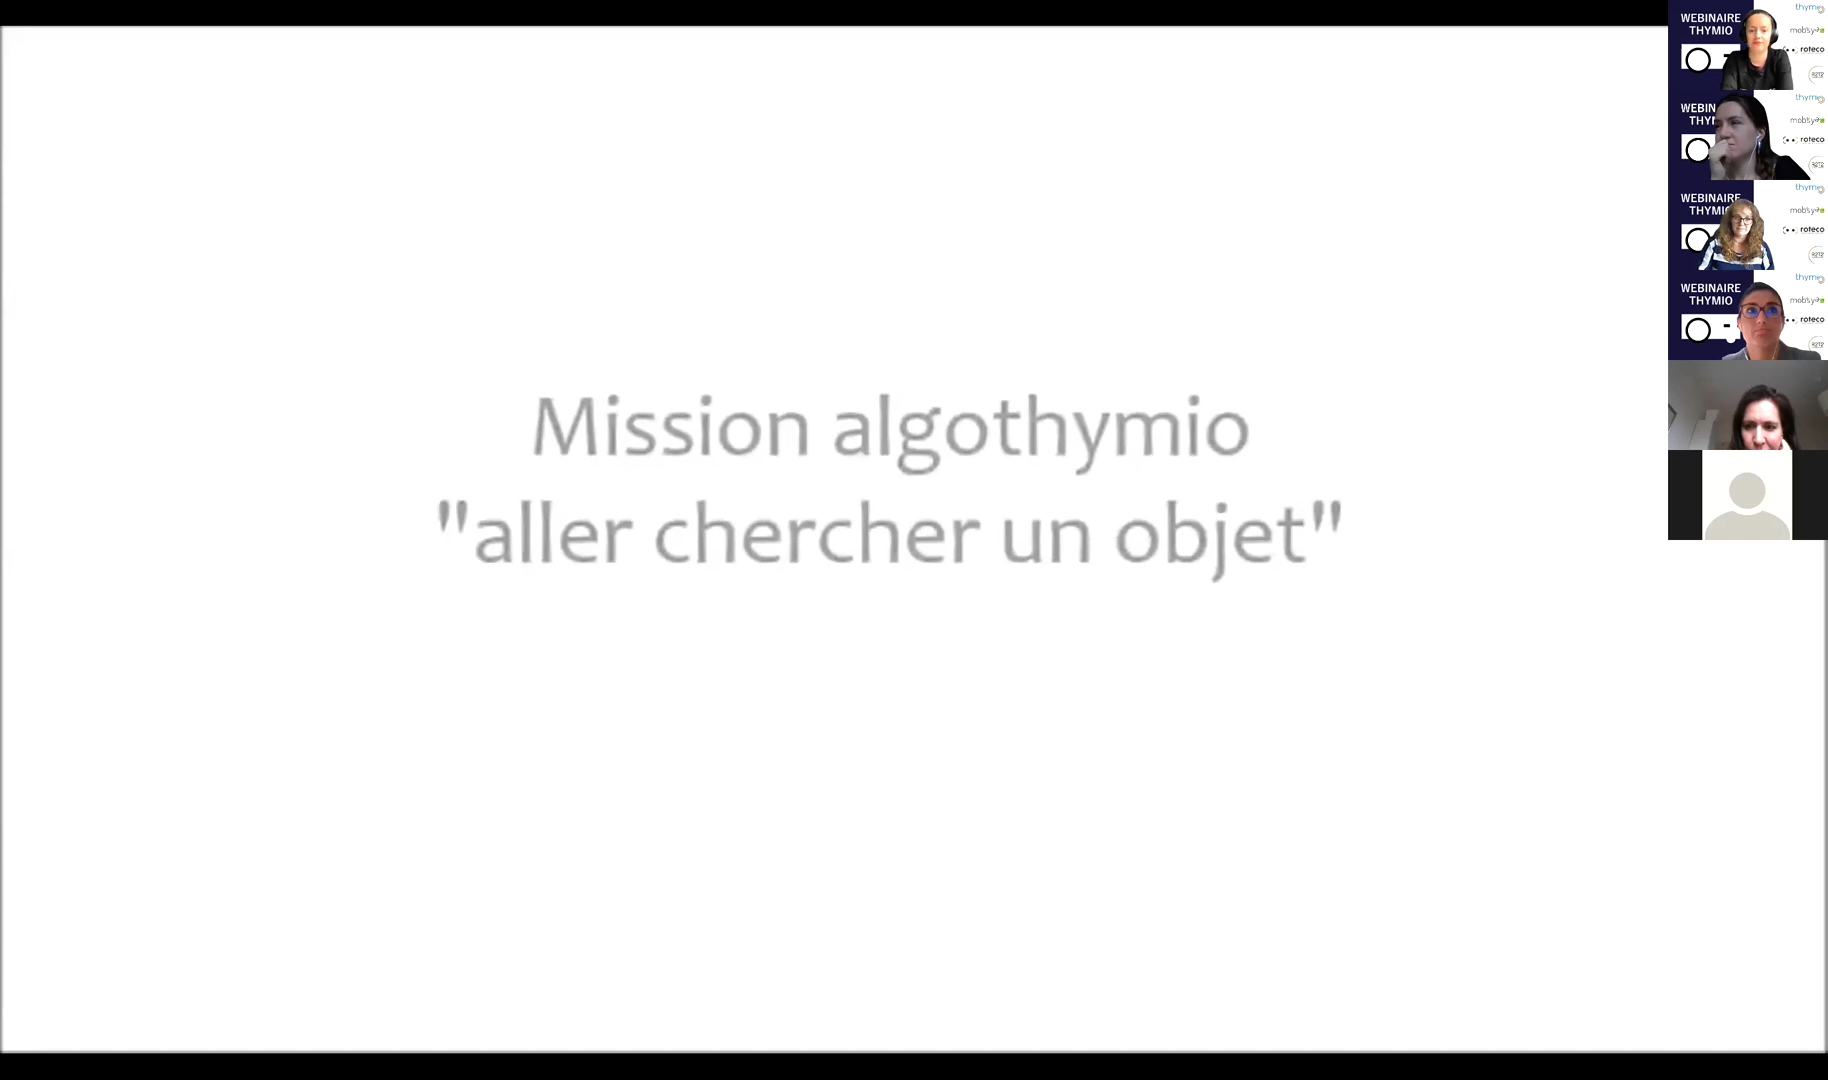 Mission algothymio
"aller chercher un objet"
WEBINAIRE
THYMIO
thymio
mobsya
roteco
WEBIN
THYM
thymio
mobsya
roteco
WEBINAIRE
THYMIO
thymio
mobsya
roteco
WEBINAIRE
THYMIO
thymio
mobsya
roteco